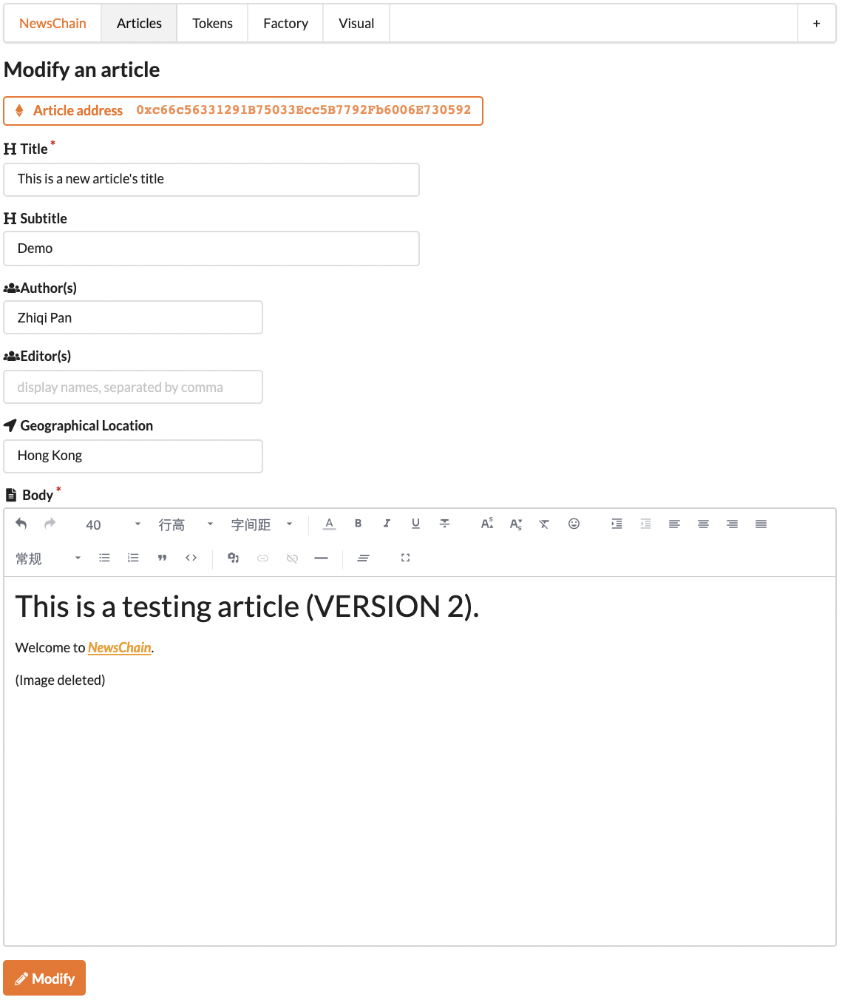 NewsChain Articles Tokens Factory Visual +
Modify an article
Article address 0xc66c56331291B75033Ecc5B7792Fb6006E730592
Title *
This is a new article's title
Subtitle
Demo
Author(s)
Zhiqi Pan
Editor(s)
display names, separated by comma
Geographical Location
Hong Kong
Body *
40 行高 字间距
常规
This is a testing article (VERSION 2).
Welcome to NewsChain.
(Image deleted)
Modify